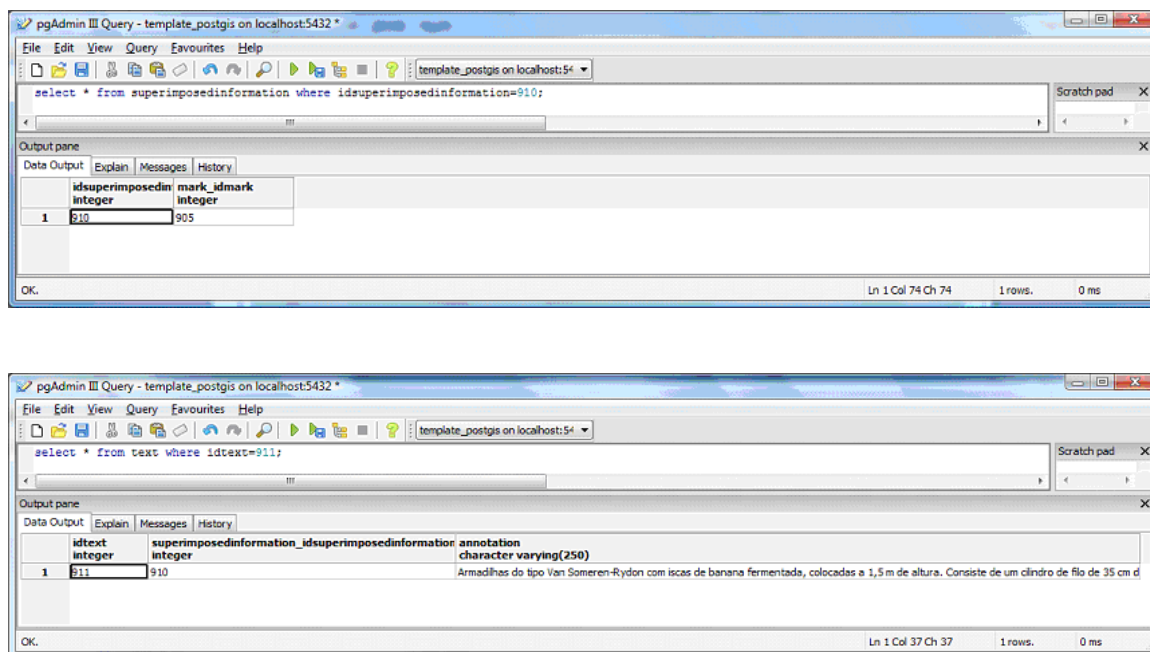 pgAdmin III Query - template_postgis on localhost:5432 *
File Edit View Query Favourites Help
template_postgis on localhost:54
select * from superimposedinformation where idsuperimposedinformation=910;
Scratch pad X
Output pane X
Data Output Explain Messages History
idsuperimposedin mark_idmark
integer integer
1 910 905
OK. Ln 1 Col 74 Ch 74 1 rows. 0 ms
pgAdmin III Query - template_postgis on localhost:5432 *
File Edit View Query Favourites Help
template_postgis on localhost:54
select * from text where idtext=911;
Scratch pad X
Output pane X
Data Output Explain Messages History
idtext superimposedinformation_idsuperimposedinformation annotation
integer integer character varying(250)
1 911 910 Armadilhas do tipo Van Someren-Rydon com iscas de banana fermentada, colocadas a 1,5 m de altura. Consiste de um cilindro de filo de 35 cm d
OK. Ln 1 Col 37 Ch 37 1 rows. 0 ms